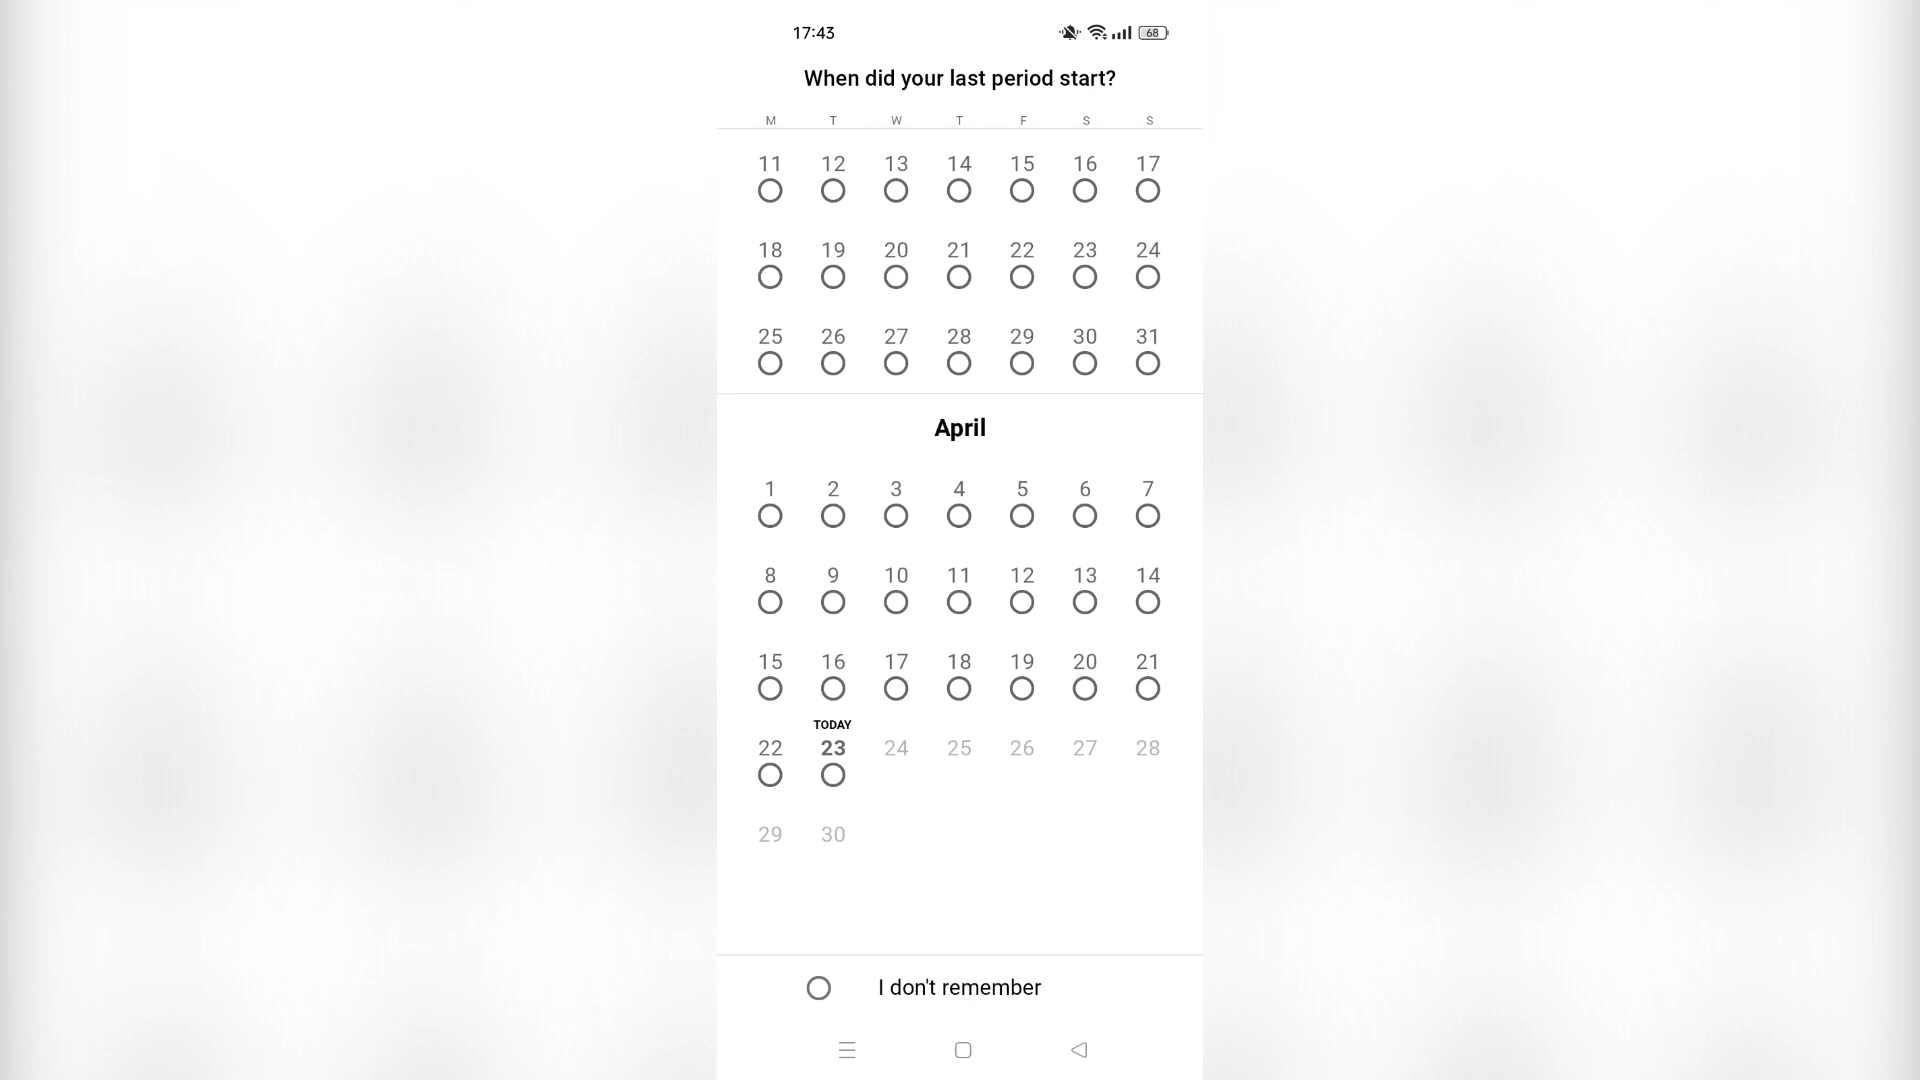 17:43 68
When did your last period start?
M T W T F S S
11 12 13 14 15 16 17
18 19 20 21 22 23 24
25 26 27 28 29 30 31
April
1 2 3 4 5 6 7
8 9 10 11 12 13 14
15 16 17 18 19 20 21
TODAY
22 23 24 25 26 27 28
29 30
I don't remember